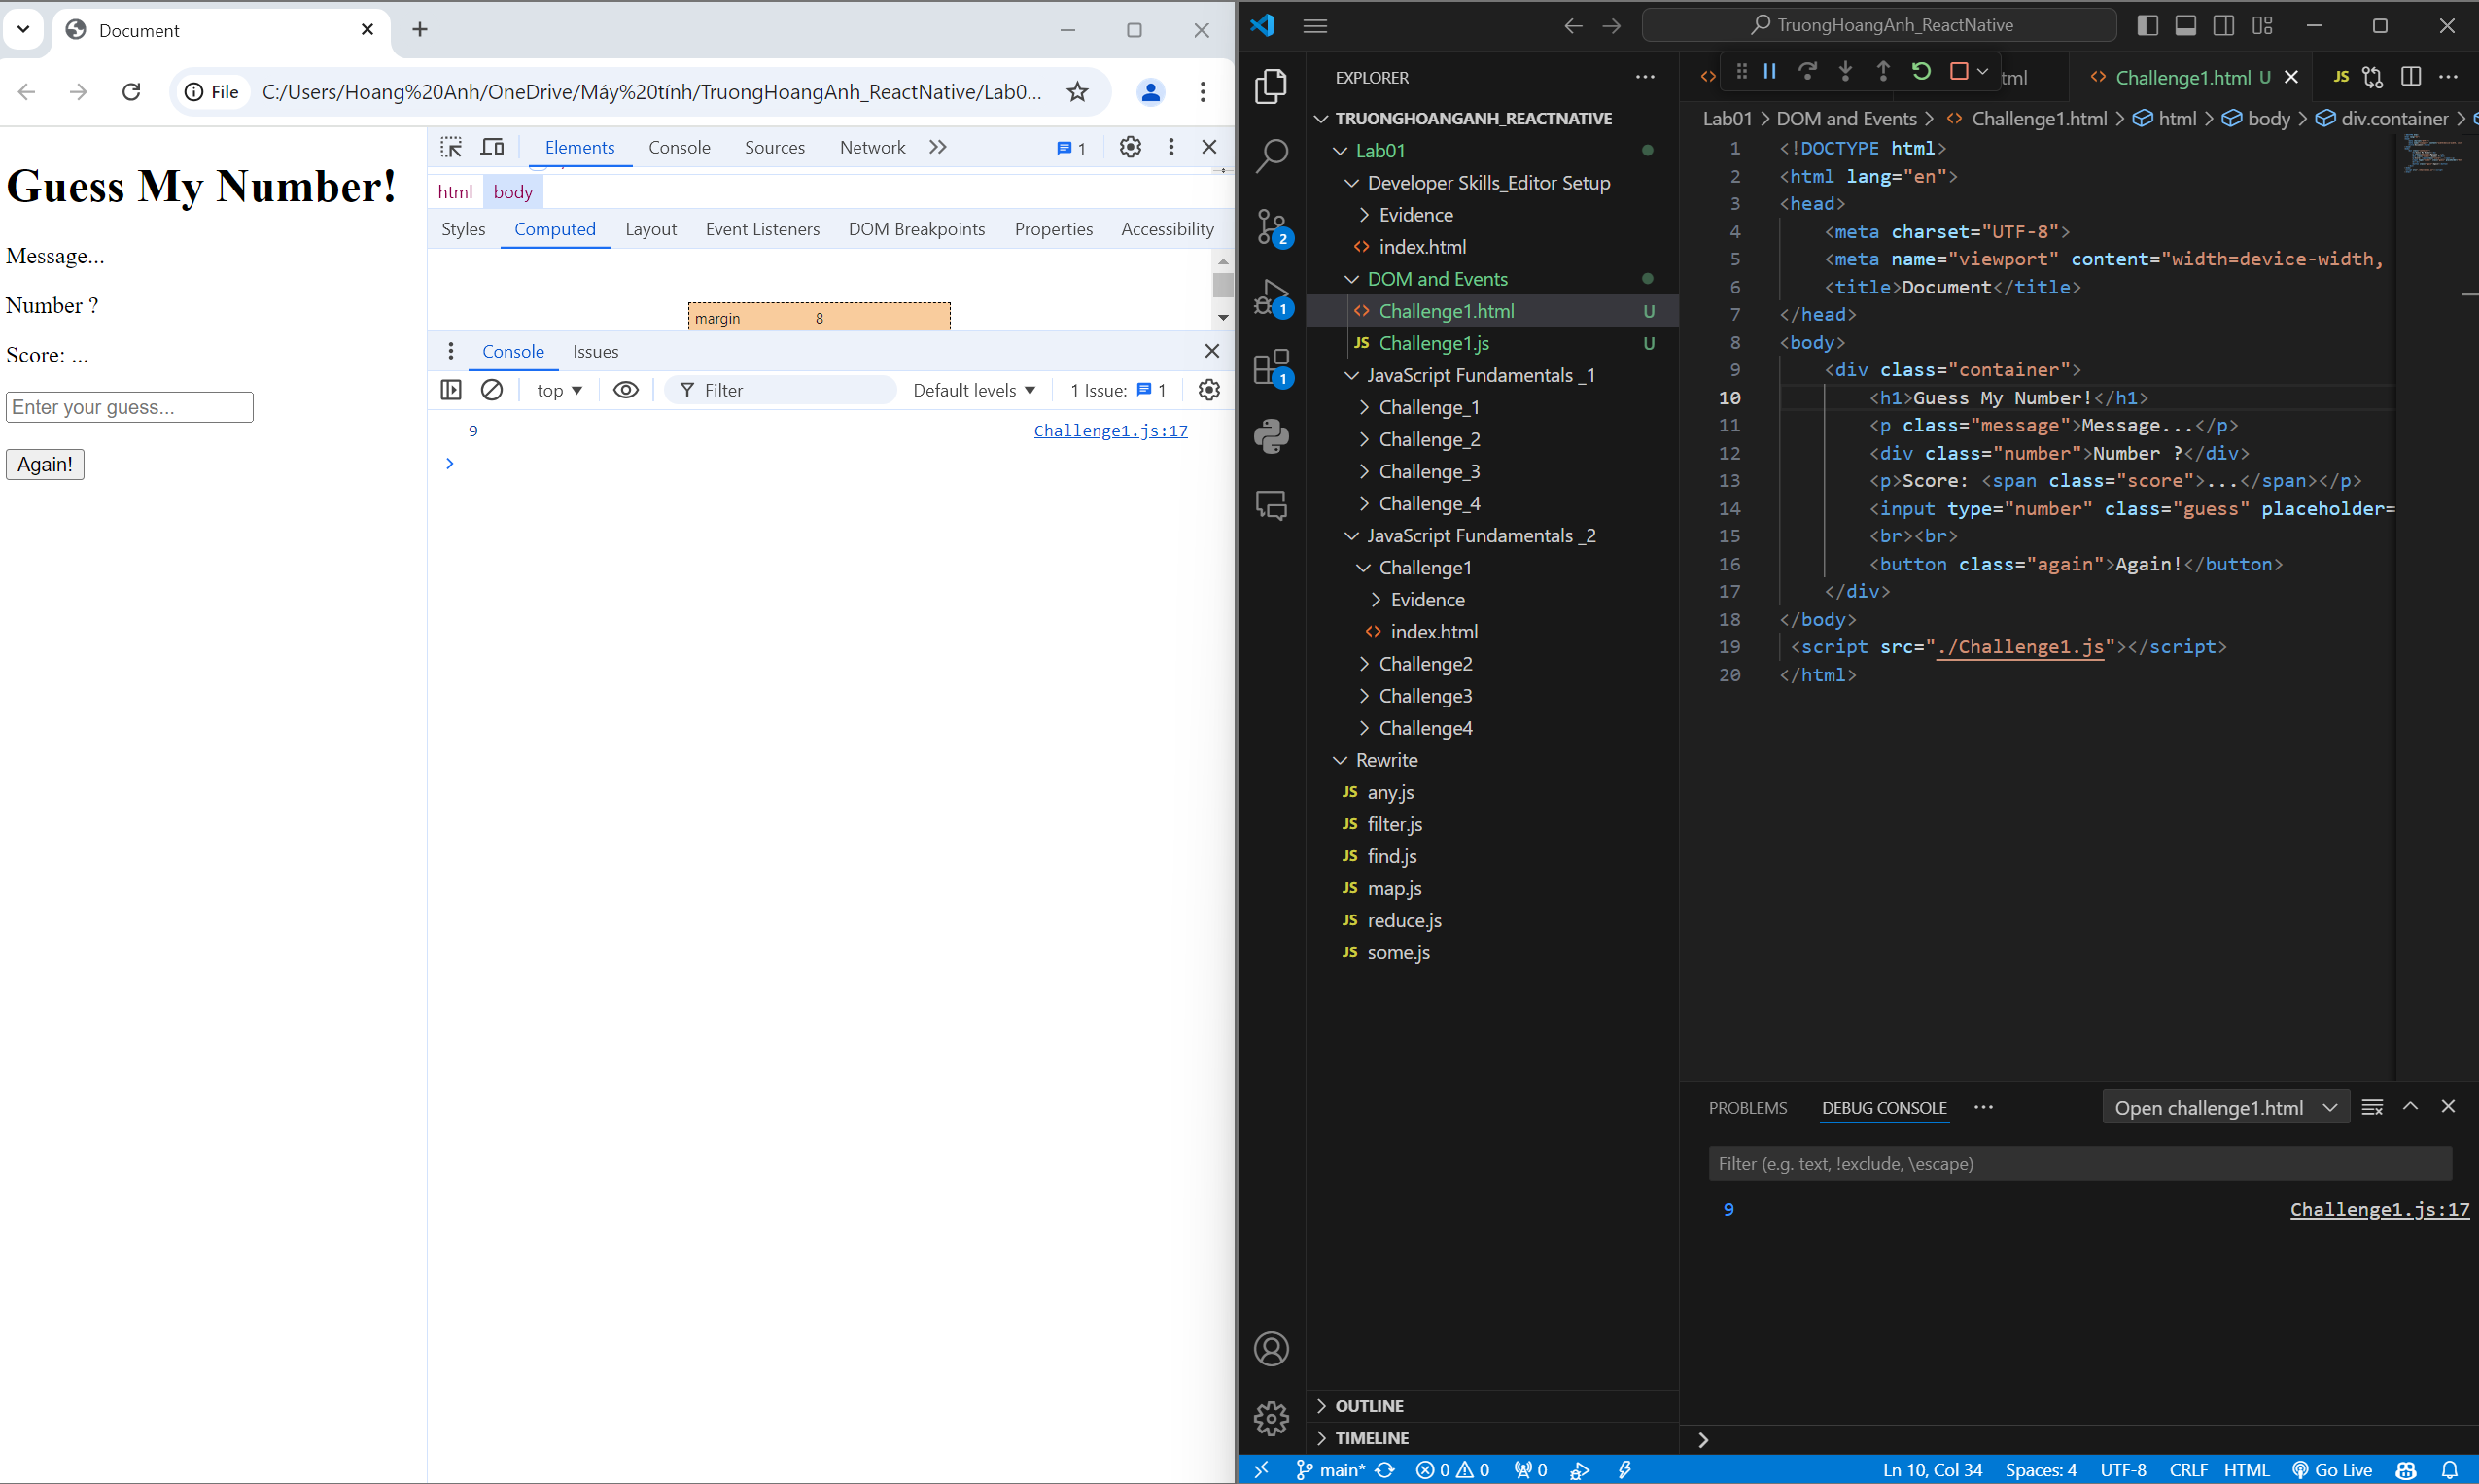 Document
File
C:/Users/Hoang%20Anh/OneDrive/Máy%20tính/TruongHoangAnh_ReactNative/Lab0...
Guess My Number!
Message...
Number ?
Score: ...
Enter your guess...
Again!
Elements Console Sources Network 1
html body
Styles Computed Layout Event Listeners DOM Breakpoints Properties Accessibility
margin 8
Console Issues
top Filter Default levels 1 Issue: 1
9 Challenge1.js:17
TruongHoangAnh_ReactNative
EXPLORER
TRUONGHOANGANH_REACTNATIVE
Lab01
Developer Skills_Editor Setup
Evidence
index.html
DOM and Events
Challenge1.html U
Challenge1.js U
JavaScript Fundamentals _1
Challenge_1
Challenge_2
Challenge_3
Challenge_4
JavaScript Fundamentals _2
Challenge1
Evidence
index.html
Challenge2
Challenge3
Challenge4
Rewrite
JS any.js
JS filter.js
JS find.js
JS map.js
JS reduce.js
JS some.js
OUTLINE
TIMELINE
2
1
1
tml Challenge1.html U JS
Lab01 > DOM and Events > Challenge1.html > html > body > div.container >
1 <!DOCTYPE html>
2 <html lang="en">
3 <head>
4 <meta charset="UTF-8">
5 <meta name="viewport" content="width=device-width,
6 <title>Document</title>
7 </head>
8 <body>
9 <div class="container">
10 <h1>Guess My Number!</h1>
11 <p class="message">Message...</p>
12 <div class="number">Number ?</div>
13 <p>Score: <span class="score">...</span></p>
14 <input type="number" class="guess" placeholder=
15 <br><br>
16 <button class="again">Again!</button>
17 </div>
18 </body>
19 <script src="./Challenge1.js"></script>
20 </html>
PROBLEMS DEBUG CONSOLE Open challenge1.html
Filter (e.g. text, !exclude, \escape)
9 Challenge1.js:17
main* 0 0 0 Ln 10, Col 34 Spaces: 4 UTF-8 CRLF HTML Go Live